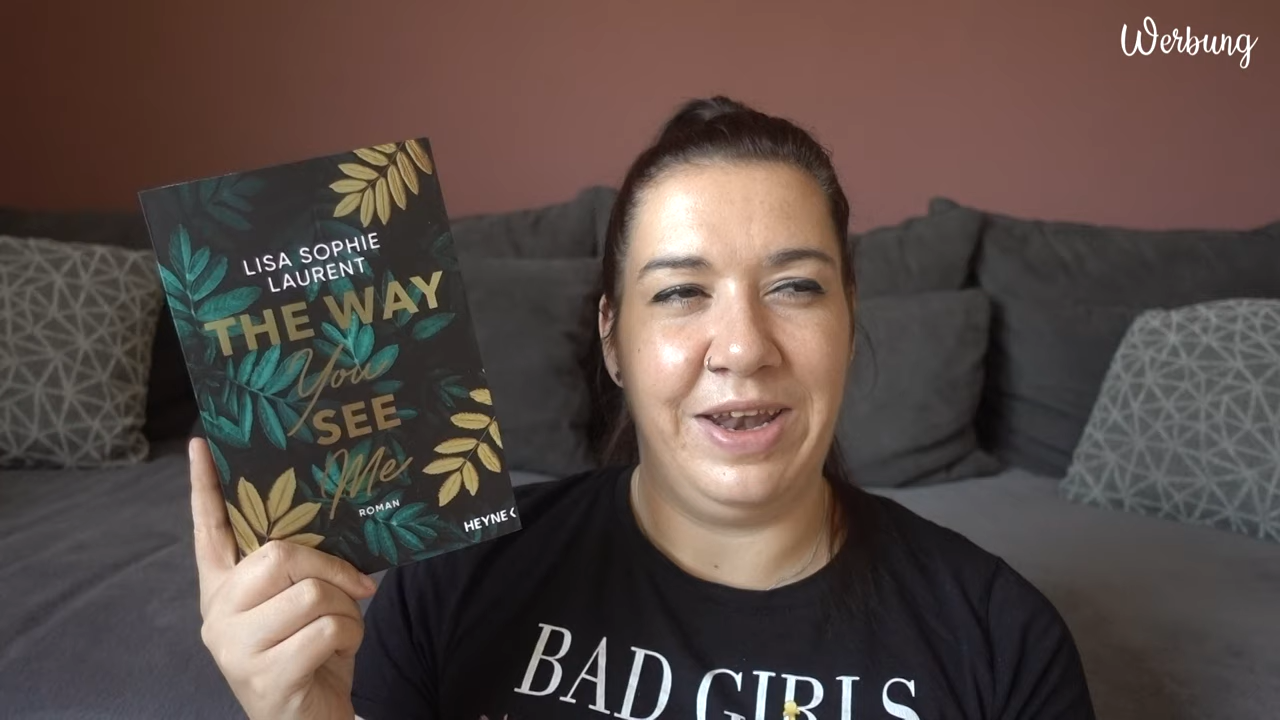 Werbung
LISA SOPHIE
LAURENT
THE WAY
You
SEE
Me
ROMAN
HEYNE <
BAD GIRLS